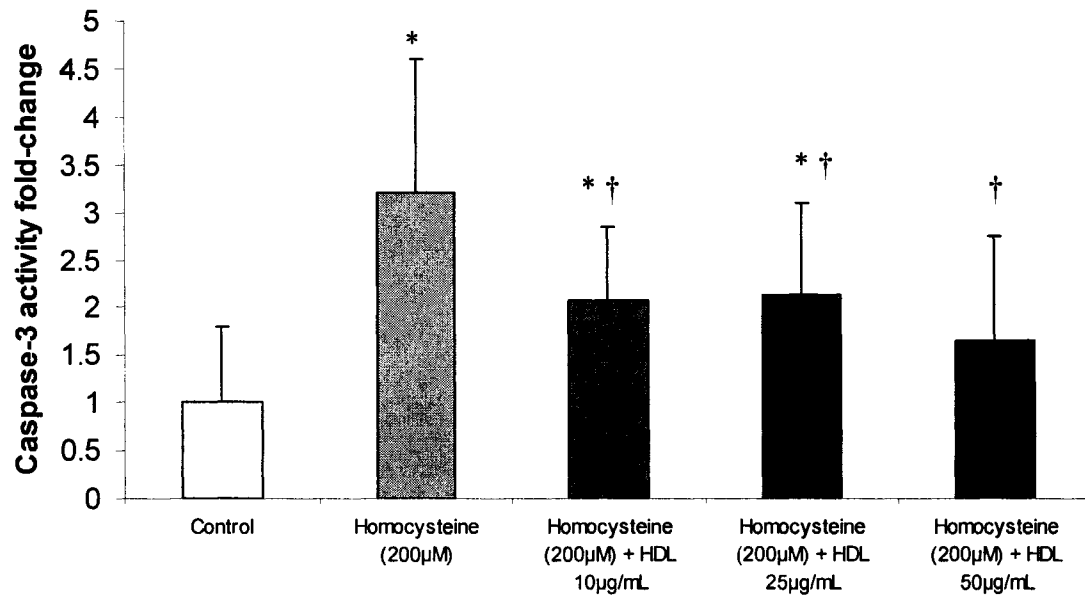 Caspase-3 activity fold-change
5
4.5
4
3.5
3
2.5
2
1.5
1
0.5
0
*
* †
* †
†
Control
Homocysteine
(200µM)
Homocysteine
(200µM) + HDL
10µg/mL
Homocysteine
(200µM) + HDL
25µg/mL
Homocysteine
(200µM) + HDL
50µg/mL